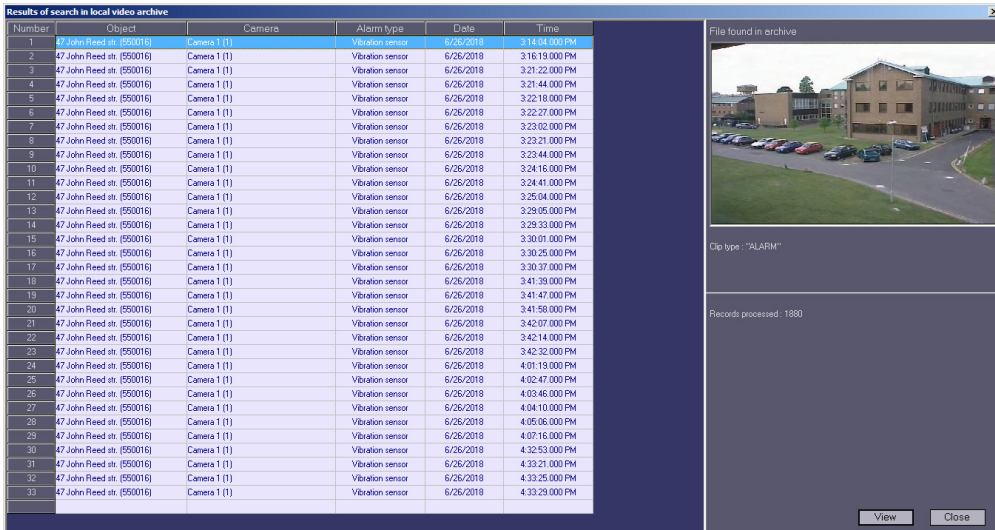 Results of search in local video archive
Number Object Camera Alarm type Date Time
1 47 John Reed str. (550016) Camera 1 (1) Vibration sensor 6/26/2018 3:14:04.000 PM
2 47 John Reed str. (550016) Camera 1 (1) Vibration sensor 6/26/2018 3:16:19.000 PM
3 47 John Reed str. (550016) Camera 1 (1) Vibration sensor 6/26/2018 3:21:22.000 PM
4 47 John Reed str. (550016) Camera 1 (1) Vibration sensor 6/26/2018 3:21:44.000 PM
5 47 John Reed str. (550016) Camera 1 (1) Vibration sensor 6/26/2018 3:22:18.000 PM
6 47 John Reed str. (550016) Camera 1 (1) Vibration sensor 6/26/2018 3:22:27.000 PM
7 47 John Reed str. (550016) Camera 1 (1) Vibration sensor 6/26/2018 3:23:02.000 PM
8 47 John Reed str. (550016) Camera 1 (1) Vibration sensor 6/26/2018 3:23:21.000 PM
9 47 John Reed str. (550016) Camera 1 (1) Vibration sensor 6/26/2018 3:23:44.000 PM
10 47 John Reed str. (550016) Camera 1 (1) Vibration sensor 6/26/2018 3:24:16.000 PM
11 47 John Reed str. (550016) Camera 1 (1) Vibration sensor 6/26/2018 3:24:41.000 PM
12 47 John Reed str. (550016) Camera 1 (1) Vibration sensor 6/26/2018 3:25:04.000 PM
13 47 John Reed str. (550016) Camera 1 (1) Vibration sensor 6/26/2018 3:29:05.000 PM
14 47 John Reed str. (550016) Camera 1 (1) Vibration sensor 6/26/2018 3:29:33.000 PM
15 47 John Reed str. (550016) Camera 1 (1) Vibration sensor 6/26/2018 3:30:01.000 PM
16 47 John Reed str. (550016) Camera 1 (1) Vibration sensor 6/26/2018 3:30:25.000 PM
17 47 John Reed str. (550016) Camera 1 (1) Vibration sensor 6/26/2018 3:30:37.000 PM
18 47 John Reed str. (550016) Camera 1 (1) Vibration sensor 6/26/2018 3:41:39.000 PM
19 47 John Reed str. (550016) Camera 1 (1) Vibration sensor 6/26/2018 3:41:47.000 PM
20 47 John Reed str. (550016) Camera 1 (1) Vibration sensor 6/26/2018 3:41:58.000 PM
21 47 John Reed str. (550016) Camera 1 (1) Vibration sensor 6/26/2018 3:42:07.000 PM
22 47 John Reed str. (550016) Camera 1 (1) Vibration sensor 6/26/2018 3:42:14.000 PM
23 47 John Reed str. (550016) Camera 1 (1) Vibration sensor 6/26/2018 3:42:32.000 PM
24 47 John Reed str. (550016) Camera 1 (1) Vibration sensor 6/26/2018 4:01:19.000 PM
25 47 John Reed str. (550016) Camera 1 (1) Vibration sensor 6/26/2018 4:02:47.000 PM
26 47 John Reed str. (550016) Camera 1 (1) Vibration sensor 6/26/2018 4:03:46.000 PM
27 47 John Reed str. (550016) Camera 1 (1) Vibration sensor 6/26/2018 4:04:10.000 PM
28 47 John Reed str. (550016) Camera 1 (1) Vibration sensor 6/26/2018 4:05:06.000 PM
29 47 John Reed str. (550016) Camera 1 (1) Vibration sensor 6/26/2018 4:07:16.000 PM
30 47 John Reed str. (550016) Camera 1 (1) Vibration sensor 6/26/2018 4:32:53.000 PM
31 47 John Reed str. (550016) Camera 1 (1) Vibration sensor 6/26/2018 4:33:21.000 PM
32 47 John Reed str. (550016) Camera 1 (1) Vibration sensor 6/26/2018 4:33:25.000 PM
33 47 John Reed str. (550016) Camera 1 (1) Vibration sensor 6/26/2018 4:33:29.000 PM
File found in archive
Clip type : "ALARM"
Records processed : 1880
View Close